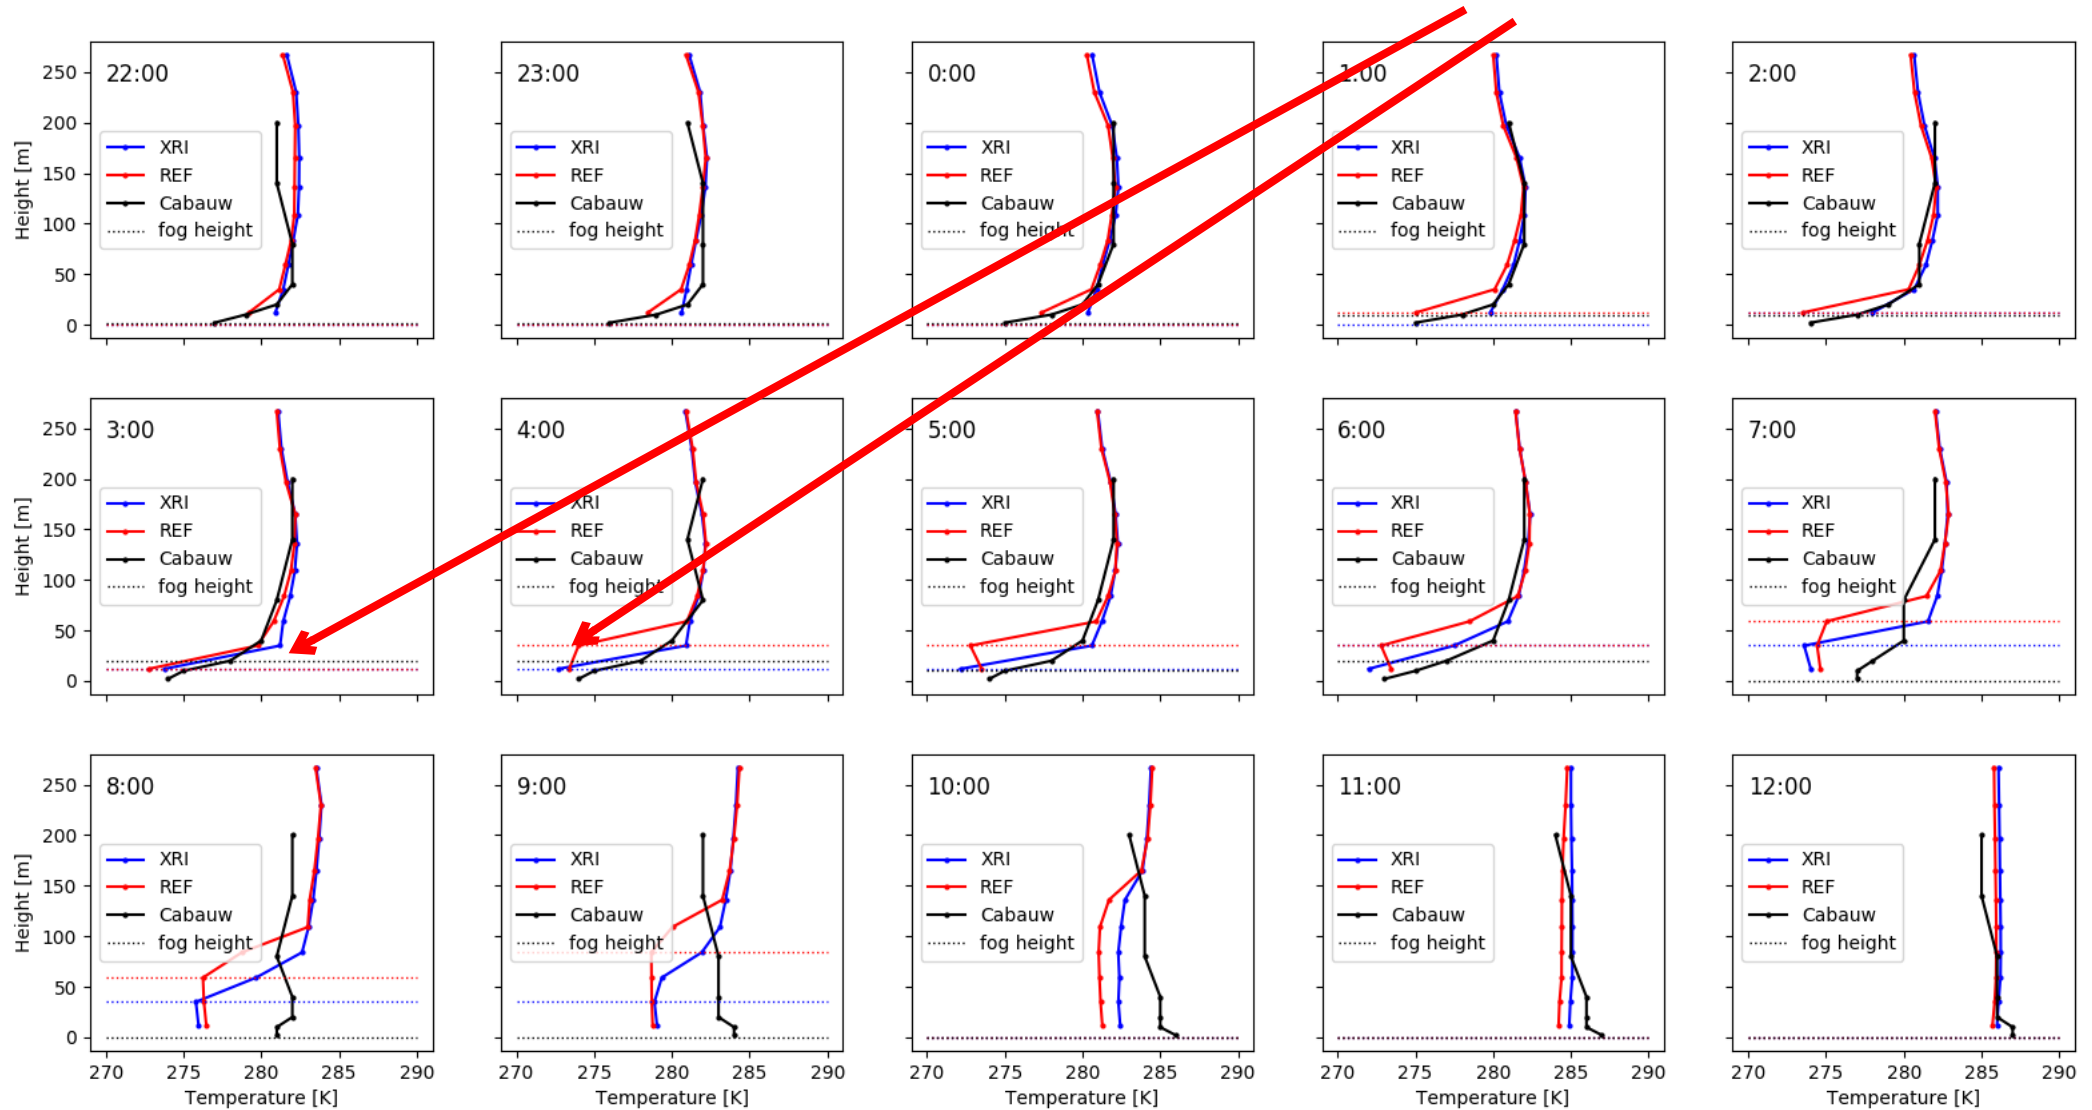 Height [m]
250
200
150
100
50
0
22:00
XRI
REF
Cabauw
fog height
23:00
XRI
REF
Cabauw
fog height
0:00
XRI
REF
Cabauw
fog height
1:00
XRI
REF
Cabauw
fog height
2:00
XRI
REF
Cabauw
fog height
Height [m]
250
200
150
100
50
0
3:00
XRI
REF
Cabauw
fog height
4:00
XRI
REF
Cabauw
fog height
5:00
XRI
REF
Cabauw
fog height
6:00
XRI
REF
Cabauw
fog height
7:00
XRI
REF
Cabauw
fog height
Height [m]
250
200
150
100
50
0
8:00
XRI
REF
Cabauw
fog height
270 275 280 285 290
Temperature [K]
9:00
XRI
REF
Cabauw
fog height
270 275 280 285 290
Temperature [K]
10:00
XRI
REF
Cabauw
fog height
270 275 280 285 290
Temperature [K]
11:00
XRI
REF
Cabauw
fog height
270 275 280 285 290
Temperature [K]
12:00
XRI
REF
Cabauw
fog height
270 275 280 285 290
Temperature [K]